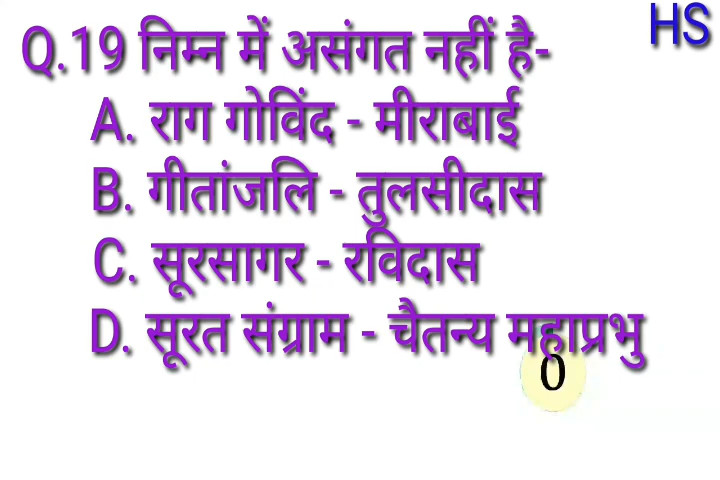 HS
Q.19 निम्न में असंगत नहीं है-
A. राग गोविंद - मीराबाई
B. गीतांजलि - तुलसीदास
C. सूरसागर - रविदास
D. सूरत संग्राम - चैतन्य महाप्रभु
0